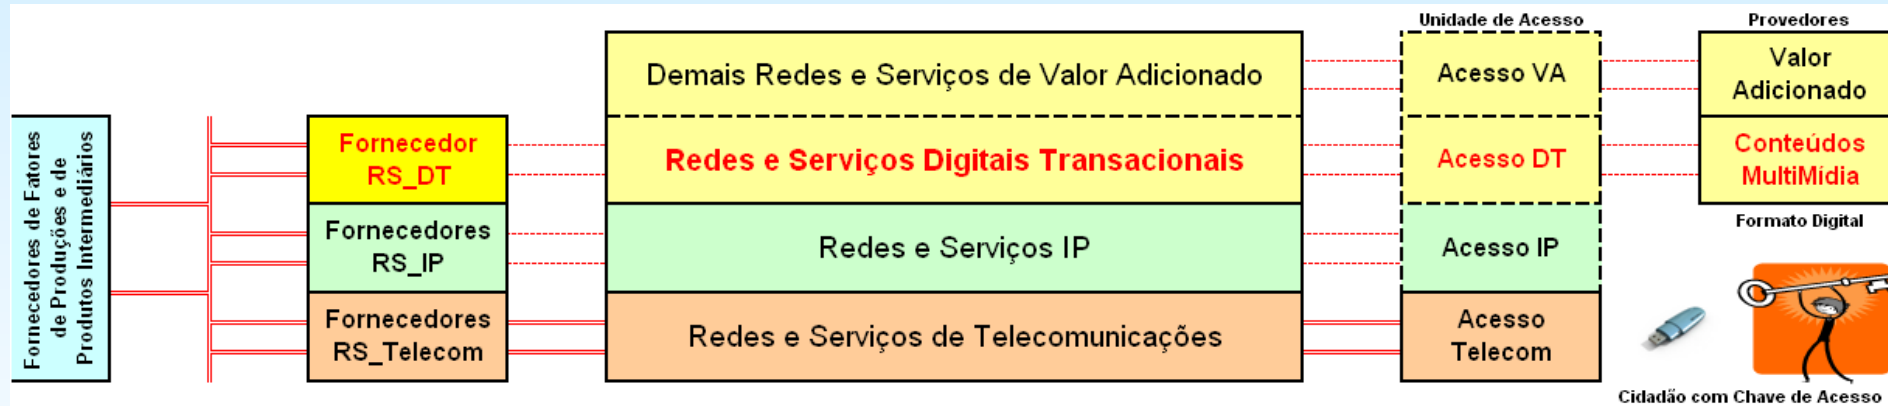 Unidade de Acesso
Provedores
Demais Redes e Serviços de Valor Adicionado
Acesso VA
Valor
Adicionado
Fornecedores de Fatores
de Produções e de
Produtos Intermediários
Fornecedor
RS_DT
Redes e Serviços Digitais Transacionais
Acesso DT
Conteúdos
MultiMídia
Formato Digital
Fornecedores
RS_IP
Redes e Serviços IP
Acesso IP
Fornecedores
RS_Telecom
Redes e Serviços de Telecomunicações
Acesso
Telecom
Cidadão com Chave de Acesso